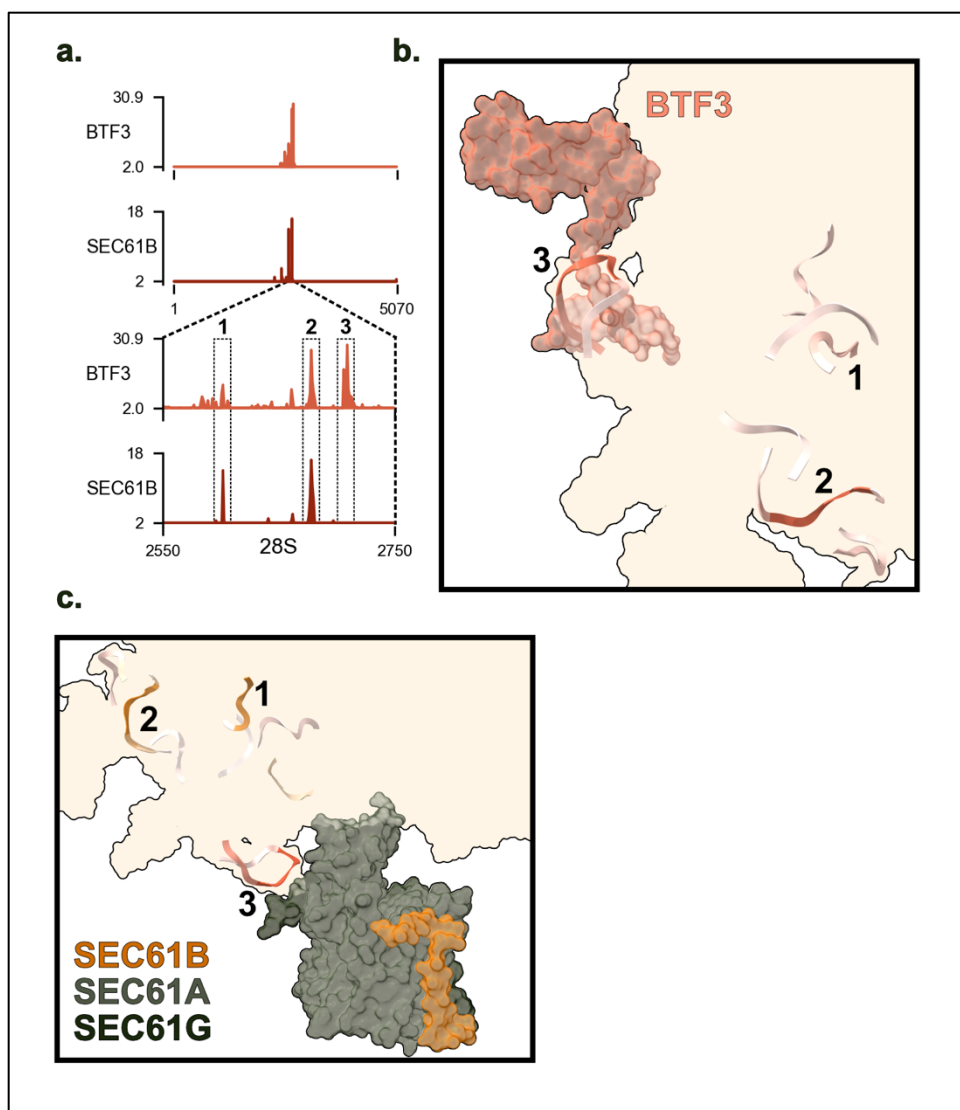 a.
30.9
BTF3
2.0
18
SEC61B
2
1 5070
1 2 3
30.9
BTF3
2.0
18
SEC61B
2
2550 28S 2750
b.
BTF3
3
1
2
c.
1
2
3
SEC61B
SEC61A
SEC61G